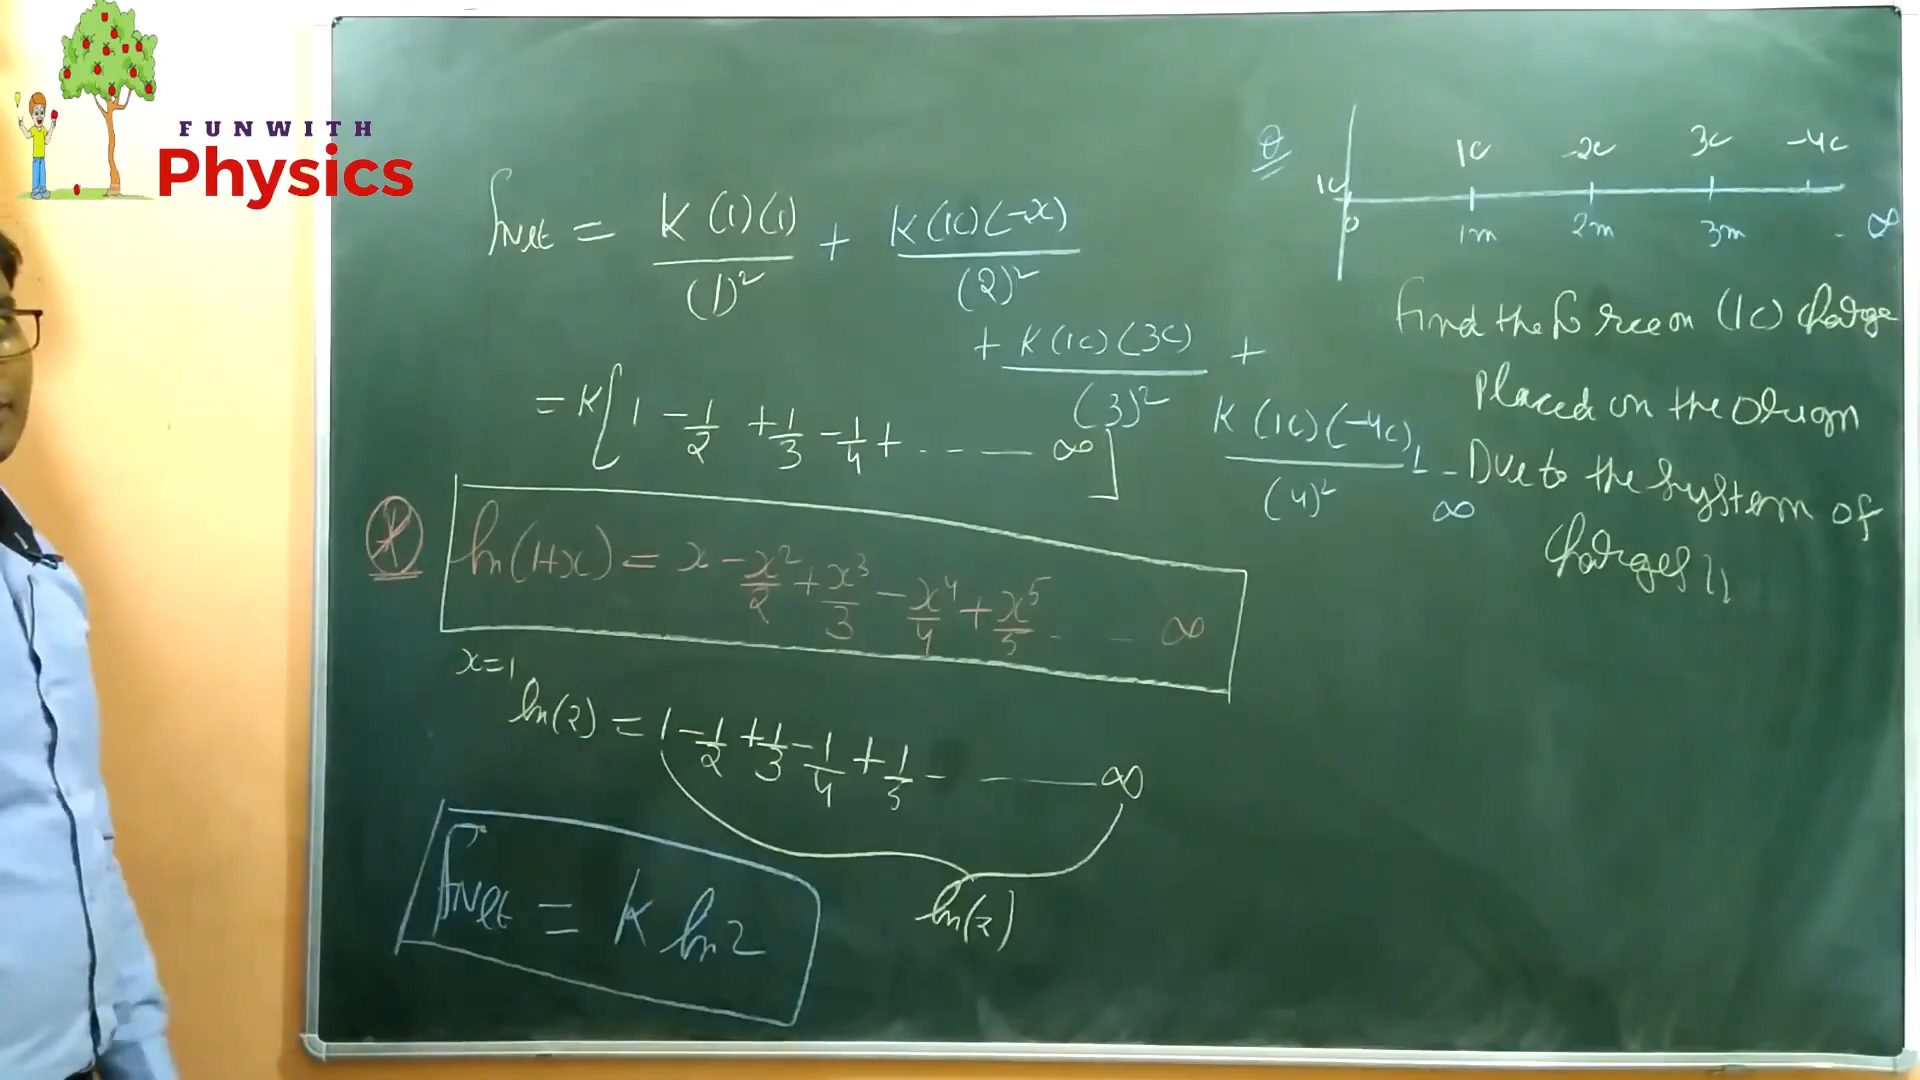 FUN WITH
Physics
Fnet = K(1)(1)/(1)² + K(1C)(-2C)/(2)²
+ K(1C)(3C)/(3)² +
K(1C)(-4C)/(4)² + - ∞
= K[1 - 1/2 + 1/3 - 1/4 + ..... ∞]
ln(1+x) = x - x²/2 + x³/3 - x⁴/4 + x⁵/5 - - ∞
x=1
ln(2) = 1 - 1/2 + 1/3 - 1/4 + 1/5 - ---- ∞
ln(2)
Fnet = K ln2
Q
1C 1C -2C 3C -4C
0 1m 2m 3m - ∞
Find the force on (1C) charge
placed on the origin
Due to the system of
charges